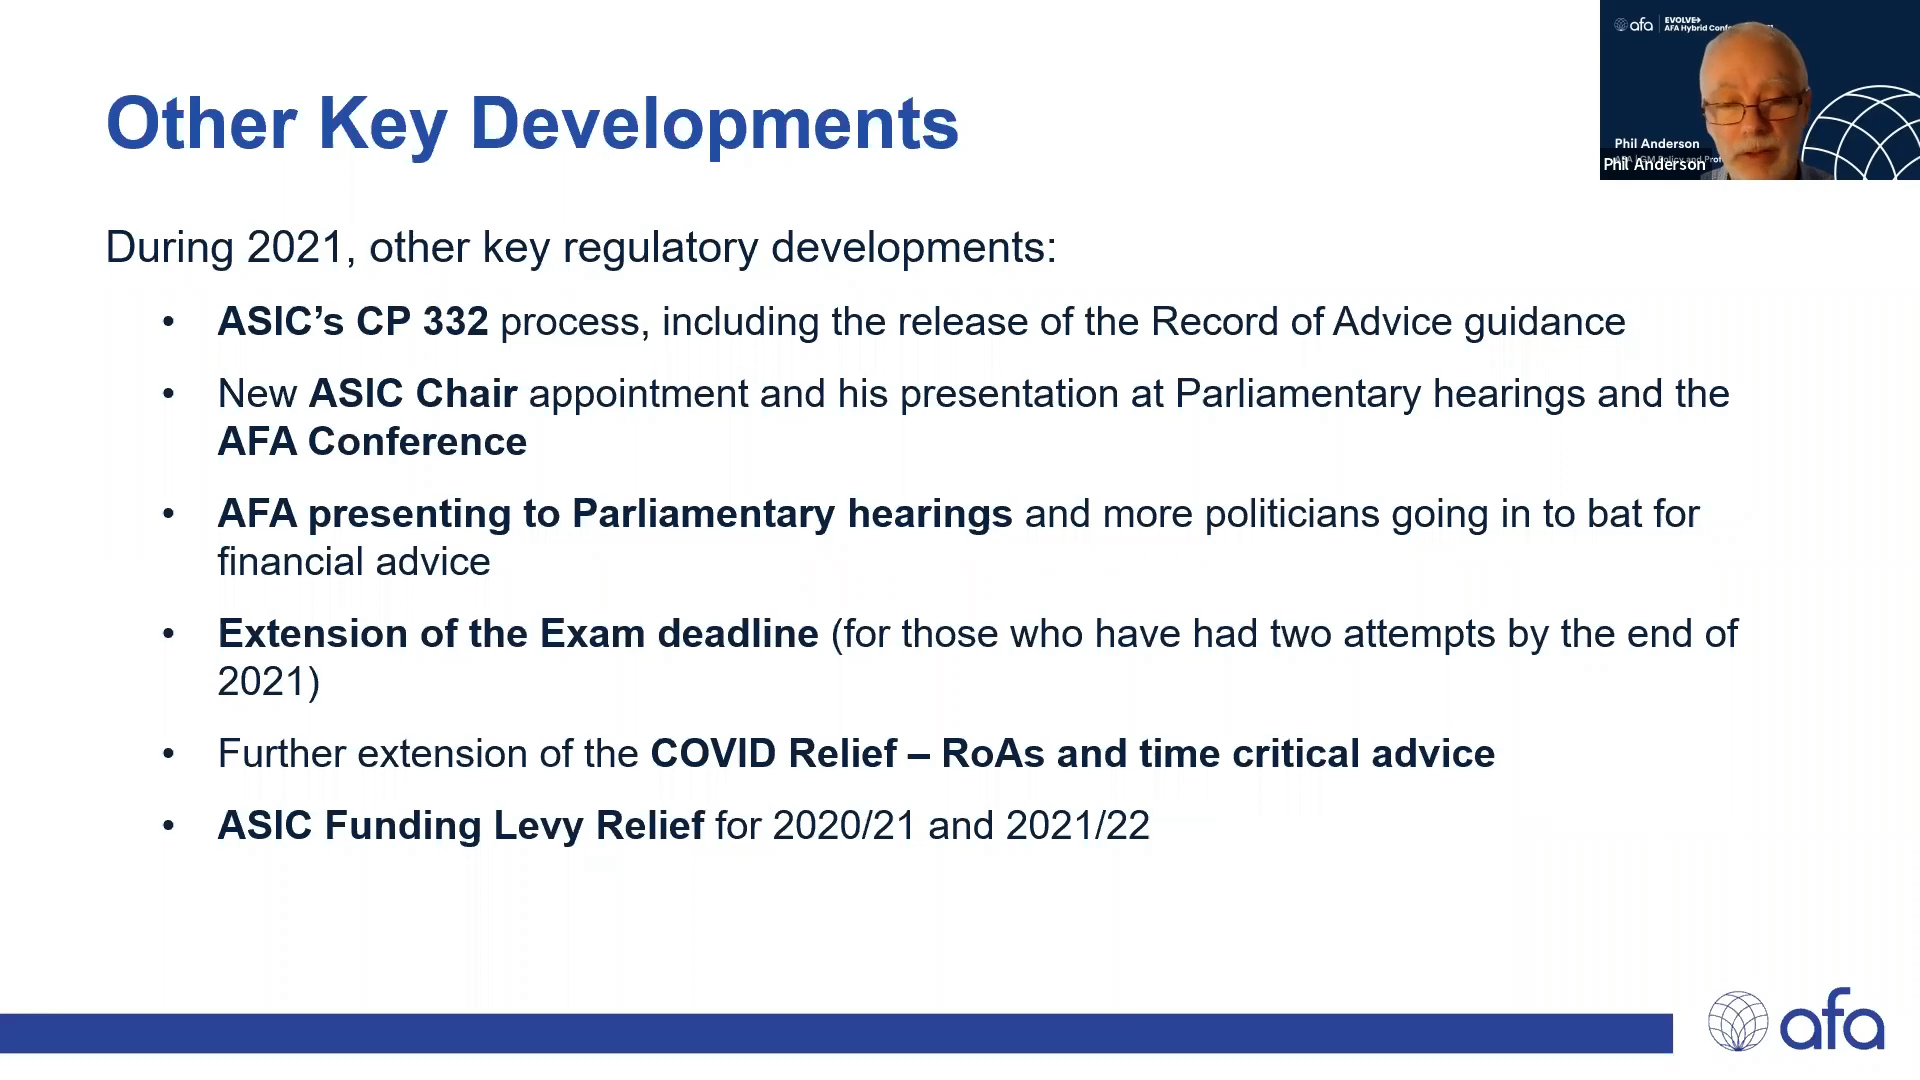 afa EVOLVE
AFA Hybrid
Other Key Developments
Phil Anderson
Phil Anderson
During 2021, other key regulatory developments:
• ASIC’s CP 332 process, including the release of the Record of Advice guidance
• New ASIC Chair appointment and his presentation at Parliamentary hearings and the
AFA Conference
• AFA presenting to Parliamentary hearings and more politicians going in to bat for
financial advice
• Extension of the Exam deadline (for those who have had two attempts by the end of
2021)
• Further extension of the COVID Relief – RoAs and time critical advice
• ASIC Funding Levy Relief for 2020/21 and 2021/22
afa